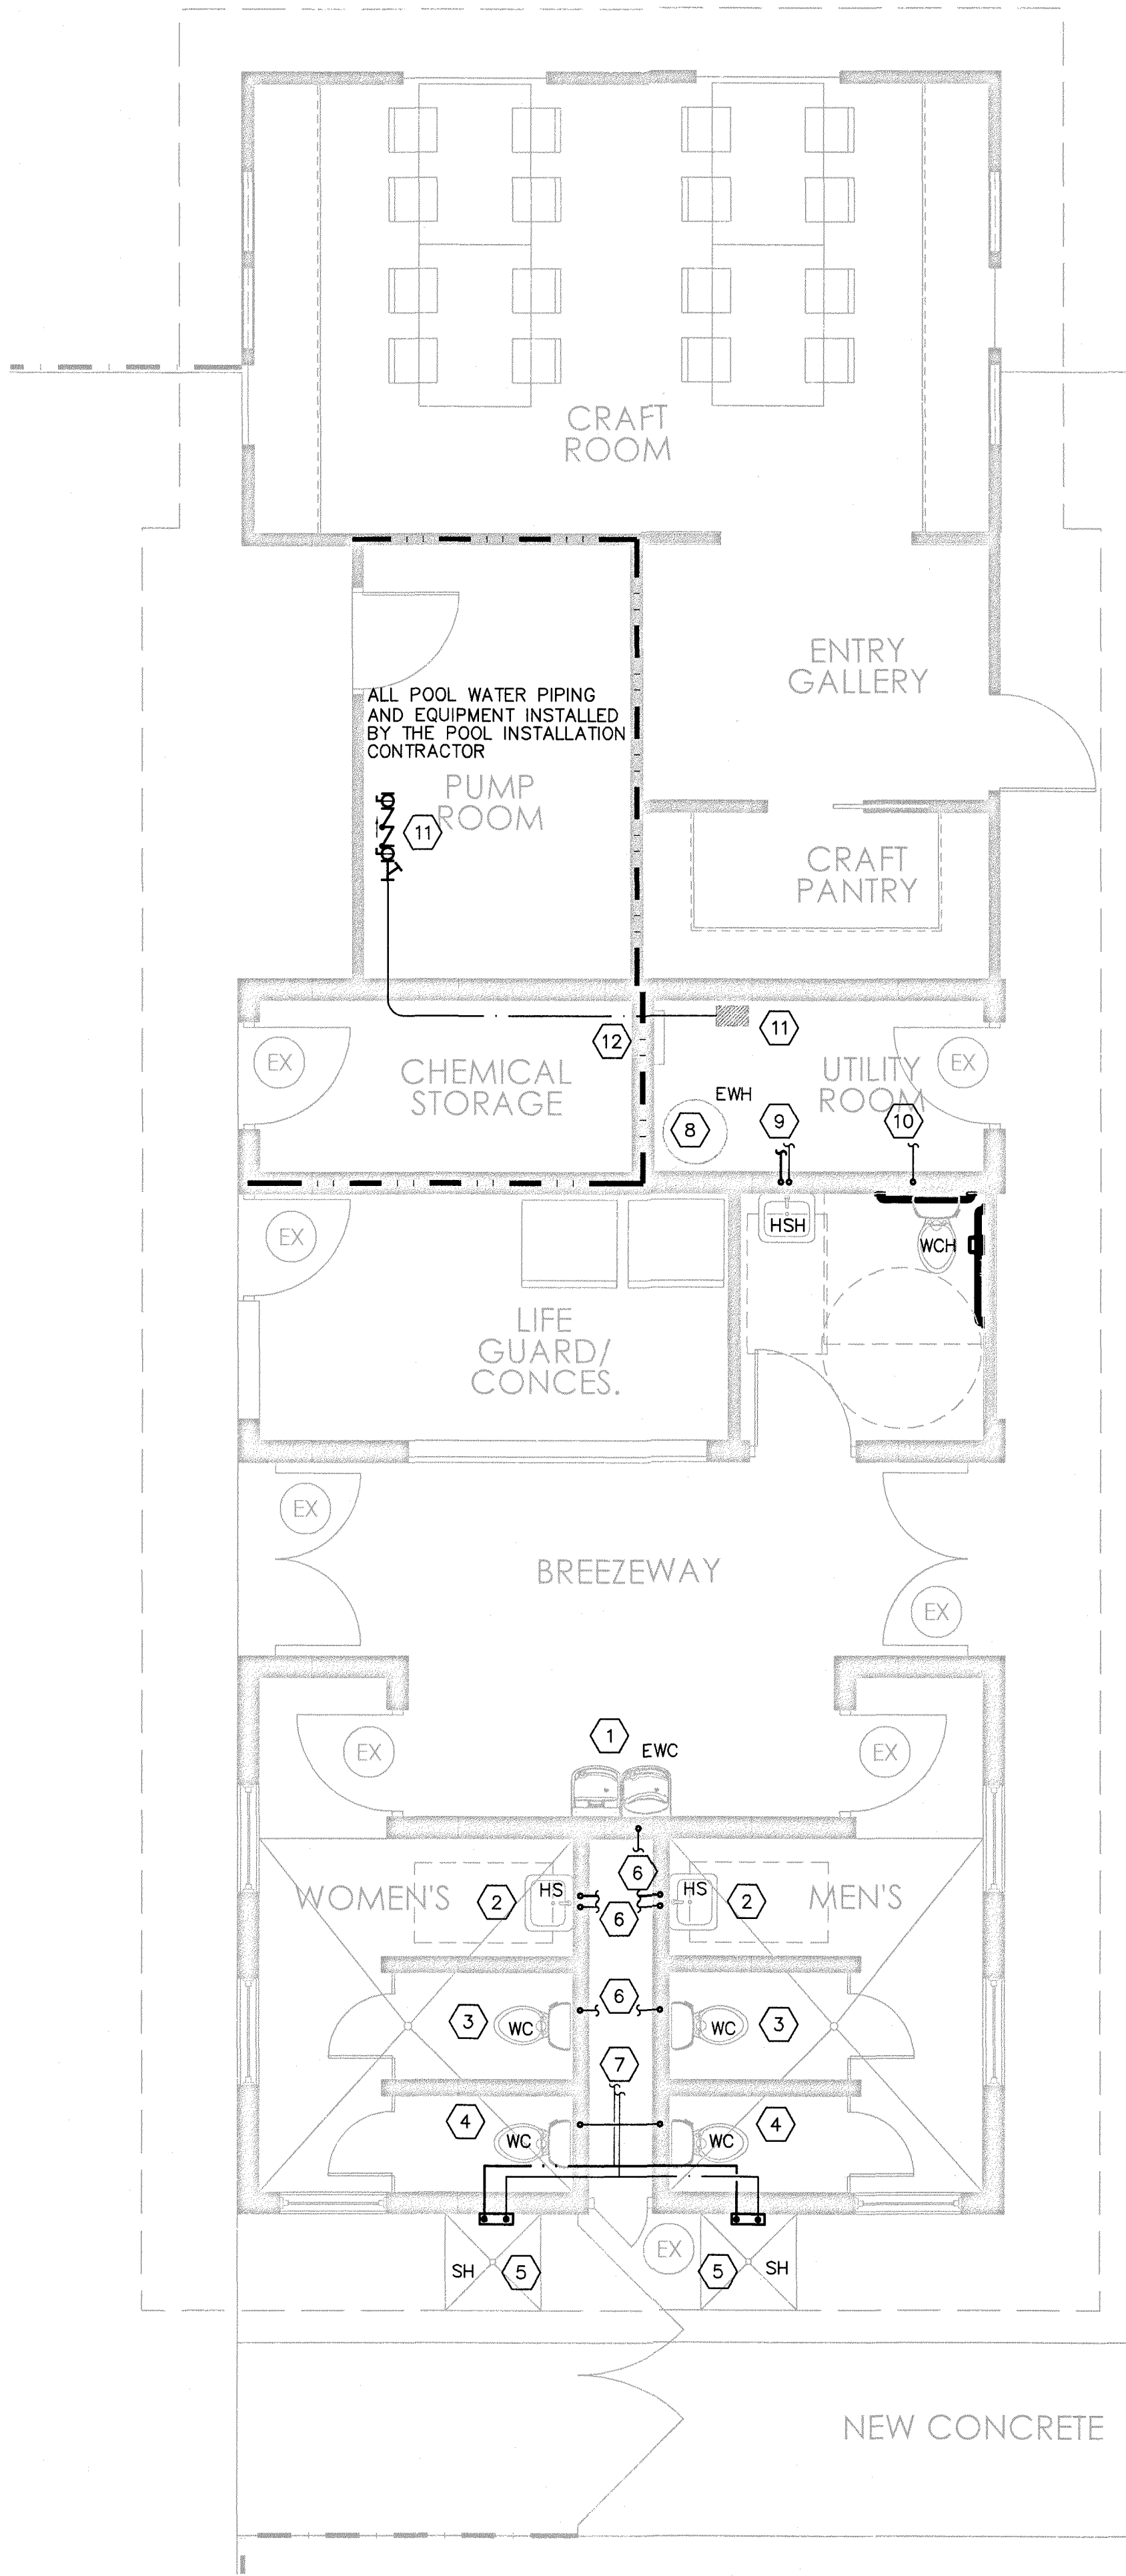 CRAFT
ROOM
ENTRY
GALLERY
ALL POOL WATER PIPING
AND EQUIPMENT INSTALLED
BY THE POOL INSTALLATION
CONTRACTOR
PUMP
ROOM
11
CRAFT
PANTRY
11
12
EX
CHEMICAL
STORAGE
UTILITY
ROOM
EX
EWH
8
9
10
EX
HSH
WCH
LIFE
GUARD/
CONCES.
EX
BREEZEWAY
EX
1
EWC
EX
EX
6
WOMEN'S
2
HS
6
HS
2
MEN'S
6
3
WC
WC
3
7
4
WC
WC
4
EX
SH
5
5
SH
NEW CONCRETE